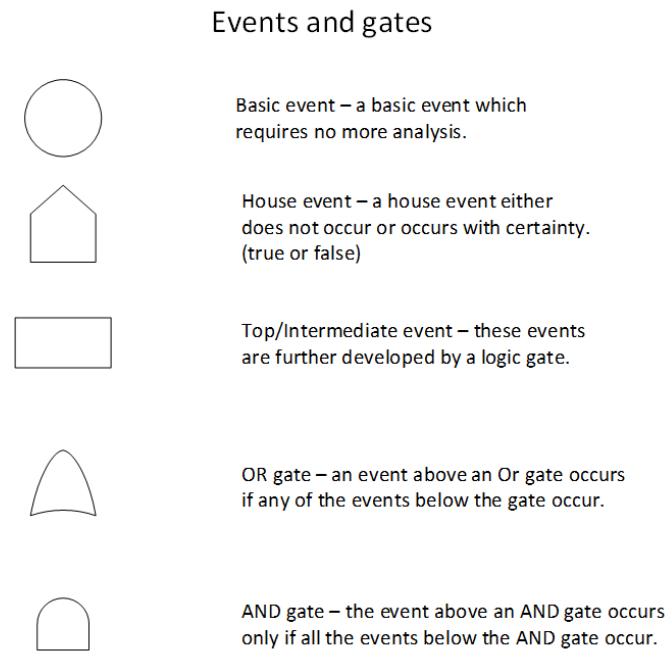 Events and gates
Basic event – a basic event which
requires no more analysis.
House event – a house event either
does not occur or occurs with certainty.
(true or false)
Top/Intermediate event – these events
are further developed by a logic gate.
OR gate – an event above an Or gate occurs
if any of the events below the gate occur.
AND gate – the event above an AND gate occurs
only if all the events below the AND gate occur.